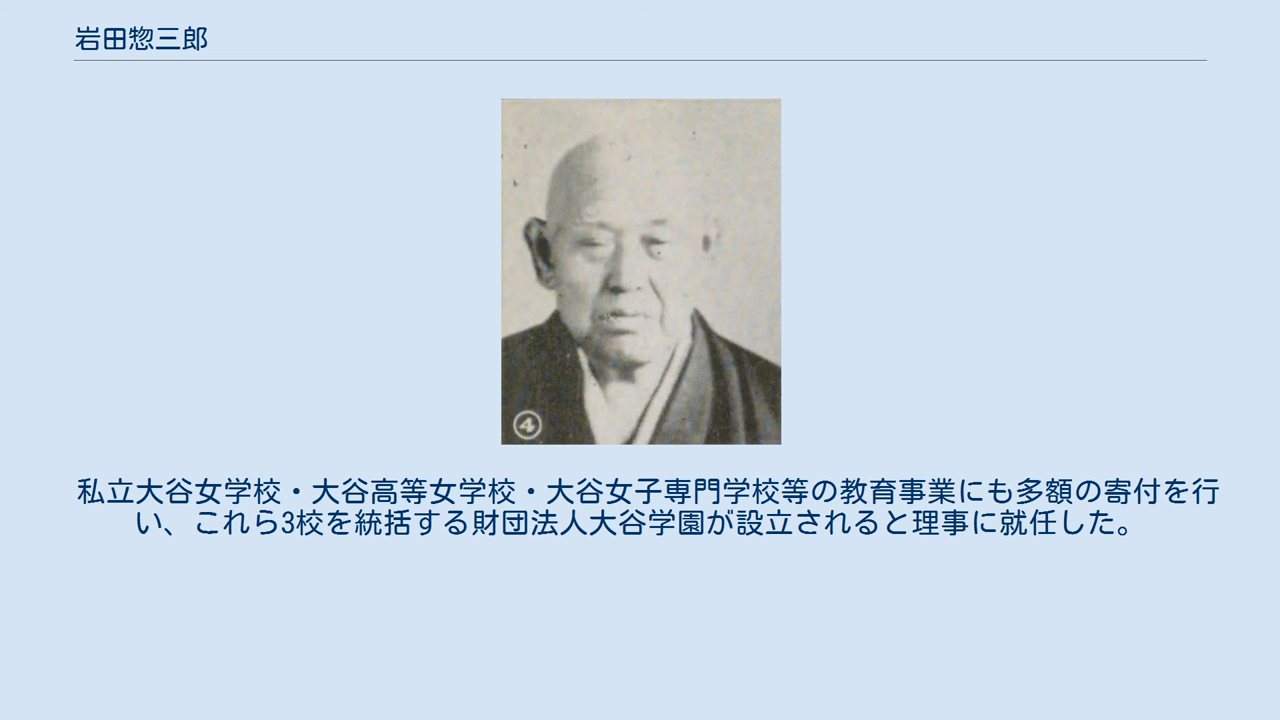 岩田惣三郎
④
私立大谷女学校・大谷高等女学校・大谷女子専門学校等の教育事業にも多額の寄付を行
い、これら3校を統括する財団法人大谷学園が設立されると理事に就任した。